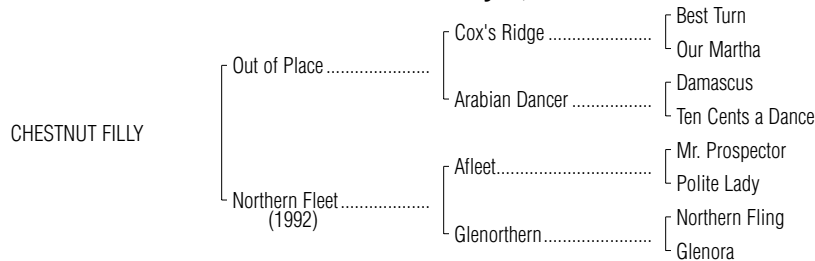 Best Turn
Cox's Ridge ........................
Our Martha
Out of Place ........................
Damascus
Arabian Dancer ..................
Ten Cents a Dance
CHESTNUT FILLY
Mr. Prospector
Afleet....................................
Polite Lady
Northern Fleet ....................
(1992)
Northern Fling
Glenorthern.........................
Glenora